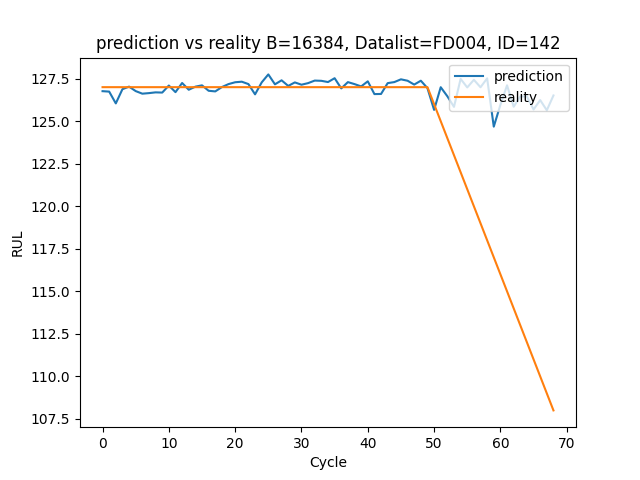 prediction vs reality B=16384, Datalist=FD004, ID=142
prediction
reality
127.5
125.0
122.5
120.0
117.5
115.0
112.5
110.0
107.5
RUL
0 10 20 30 40 50 60 70
Cycle